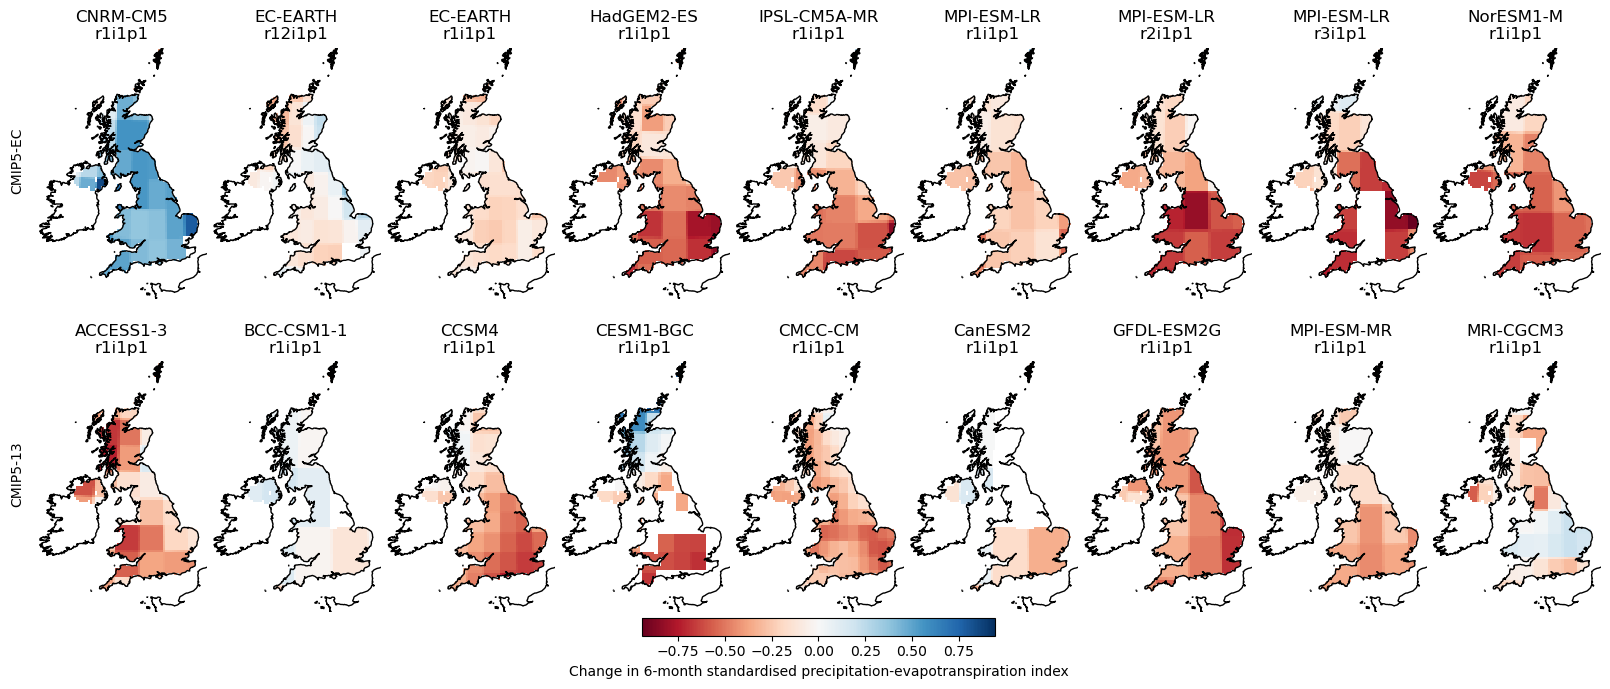 CNRM-CM5 EC-EARTH EC-EARTH HadGEM2-ES IPSL-CM5A-MR MPI-ESM-LR MPI-ESM-LR MPI-ESM-LR NorESM1-M
r1i1p1 r12i1p1 r1i1p1 r1i1p1 r1i1p1 r1i1p1 r2i1p1 r3i1p1 r1i1p1
CMIP5-EC
ACCESS1-3 BCC-CSM1-1 CCSM4 CESM1-BGC CMCC-CM CanESM2 GFDL-ESM2G MPI-ESM-MR MRI-CGCM3
r1i1p1 r1i1p1 r1i1p1 r1i1p1 r1i1p1 r1i1p1 r1i1p1 r1i1p1 r1i1p1
CMIP5-13
−0.75 −0.50 −0.25 0.00 0.25 0.50 0.75
Change in 6-month standardised precipitation-evapotranspiration index